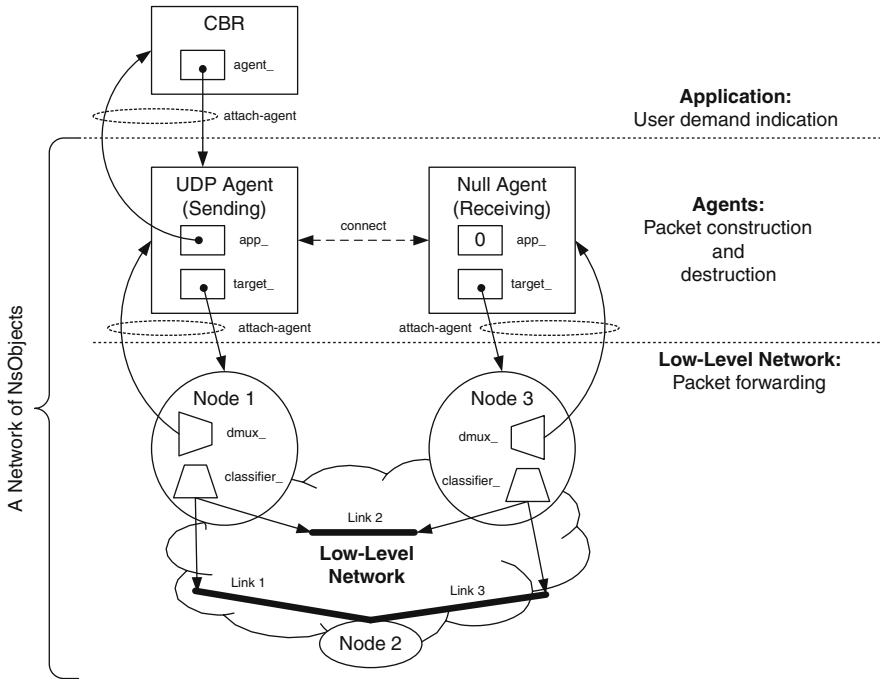 CBR
agent_
attach-agent
Application:
User demand indication
A Network of NsObjects
UDP Agent
(Sending)
app_
target_
connect
Null Agent
(Receiving)
0
app_
target_
Agents:
Packet construction
and
destruction
attach-agent
attach-agent
Low-Level Network:
Packet forwarding
Node 1
dmux_
classifier_
Node 3
dmux_
classifier_
Link 2
Low-Level
Network
Link 1
Link 3
Node 2